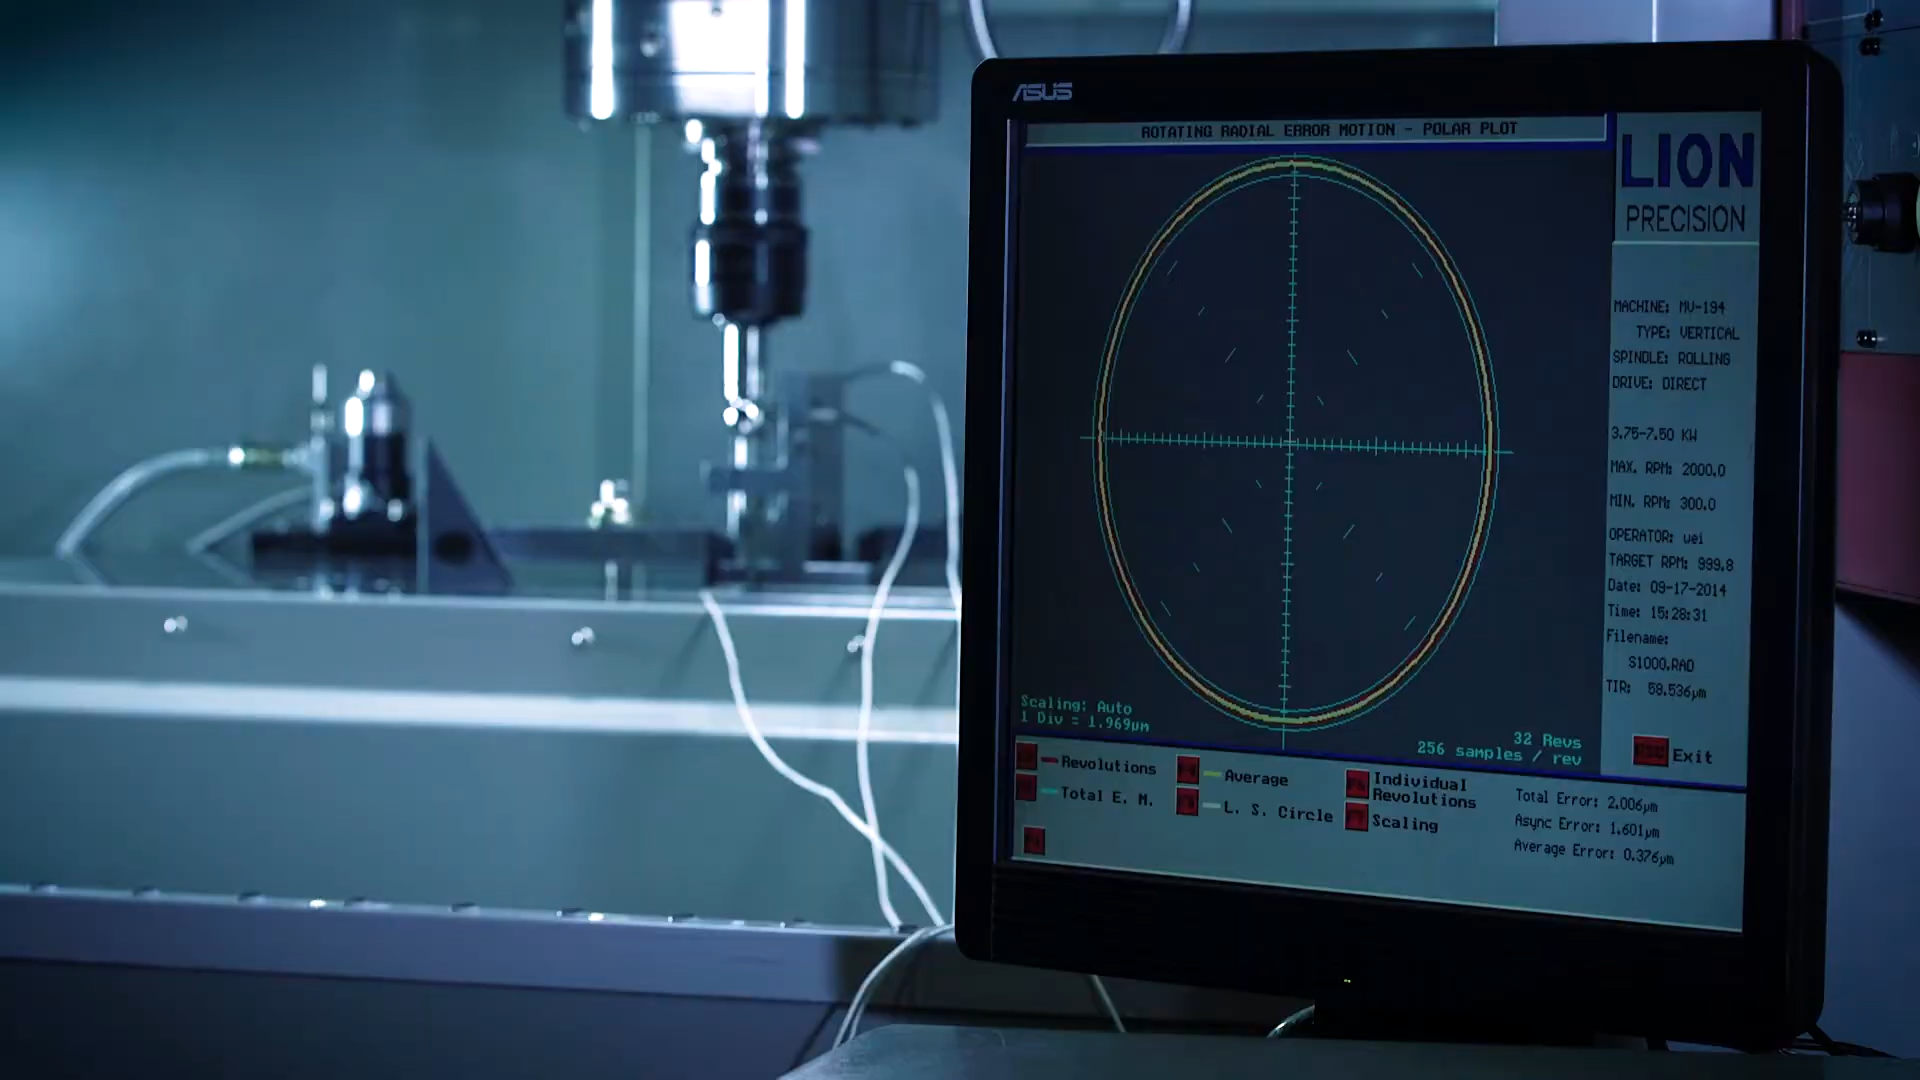 ASUS
ROTATING RADIAL ERROR MOTION - POLAR PLOT
LION
PRECISION
MACHINE: MV-194
TYPE: VERTICAL
SPINDLE: ROLLING
DRIVE: DIRECT
3.75-7.50 KW
MAX. RPM: 2000.0
MIN. RPM: 300.0
OPERATOR: wei
TARGET RPM: 999.8
Date: 09-17-2014
Time: 15:28:31
Filename:
S1000.RAD
TIR: 58.536µm
Scaling: Auto
1 Div = 1.969µm
32 Revs
256 samples / rev
Exit
Revolutions
Average
Individual
Revolutions
Total E. M.
L. S. Circle
Scaling
Total Error: 2.006µm
Async Error: 1.601µm
Average Error: 0.376µm